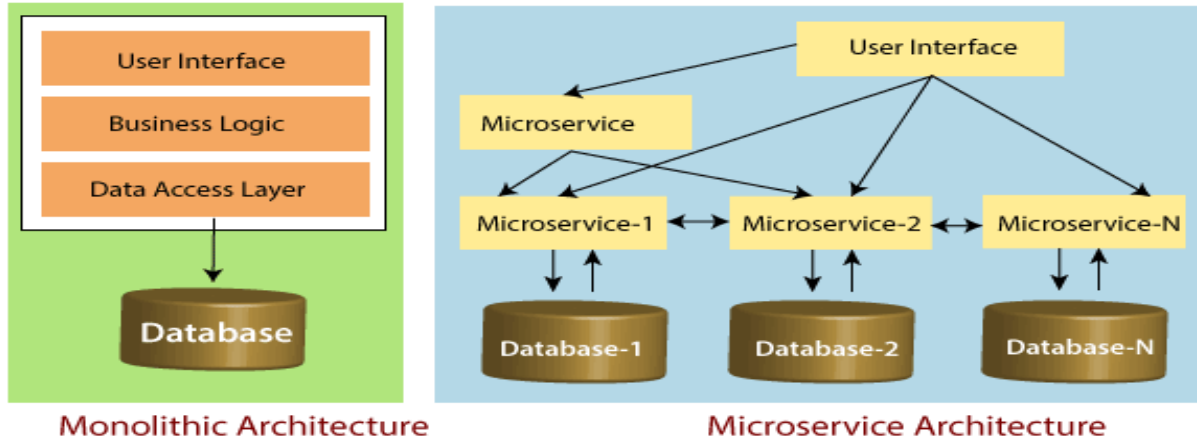 User Interface
Business Logic
Data Access Layer
Database
Monolithic Architecture
User Interface
Microservice
Microservice-1
Microservice-2
Microservice-N
Database-1
Database-2
Database-N
Microservice Architecture